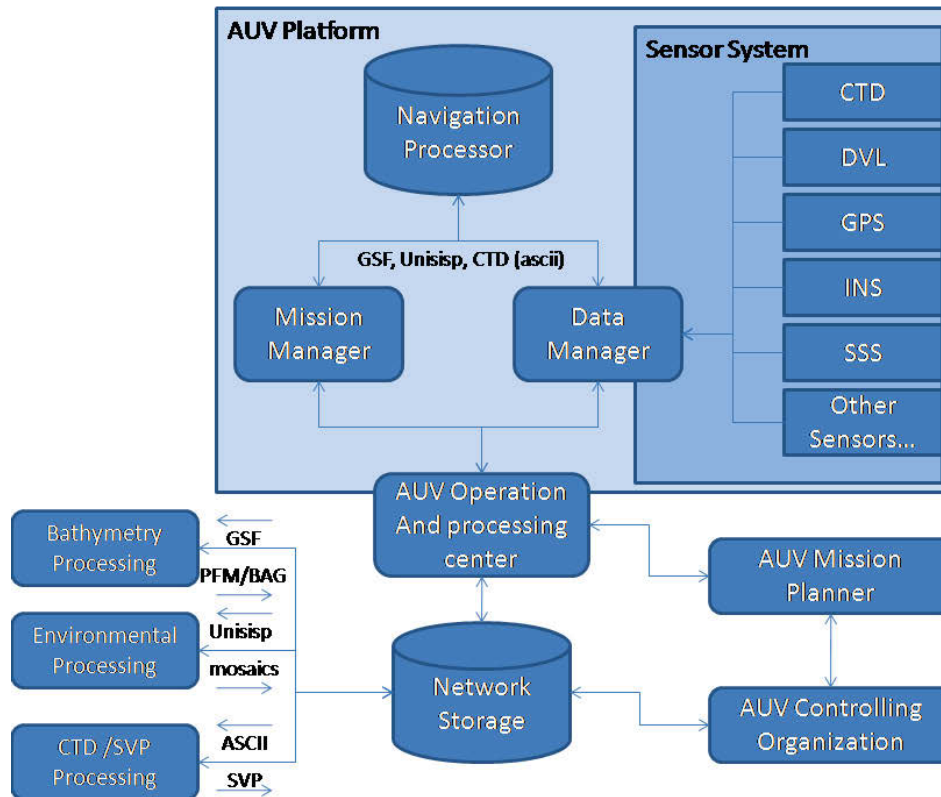 AUV Platform
Sensor System
Navigation
Processor
CTD
DVL
GPS
INS
SSS
Other
Sensors...
GSF, Unisisp, CTD (ascii)
Mission
Manager
Data
Manager
AUV Operation
And processing
center
Bathymetry
Processing
GSF
PFM/BAG
Environmental
Processing
Unisisp
mosaics
CTD /SVP
Processing
ASCII
SVP
Network
Storage
AUV Mission
Planner
AUV Controlling
Organization